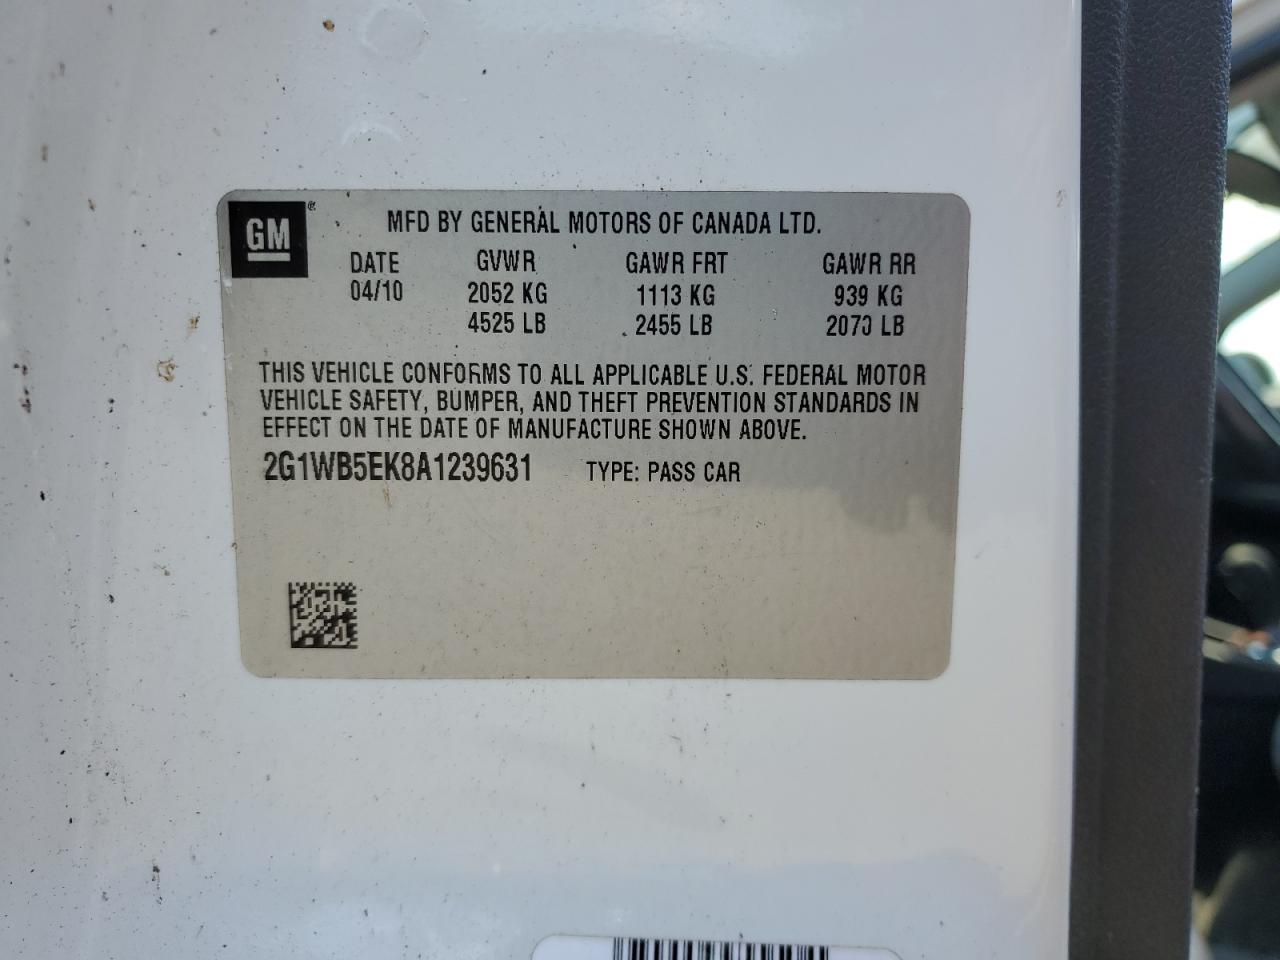 GM®
MFD BY GENERAL MOTORS OF CANADA LTD.
DATE GVWR GAWR FRT GAWR RR
04/10 2052 KG 1113 KG 939 KG
4525 LB 2455 LB 2070 LB
THIS VEHICLE CONFORMS TO ALL APPLICABLE U.S. FEDERAL MOTOR
VEHICLE SAFETY, BUMPER, AND THEFT PREVENTION STANDARDS IN
EFFECT ON THE DATE OF MANUFACTURE SHOWN ABOVE.
2G1WB5EK8A1239631 TYPE: PASS CAR